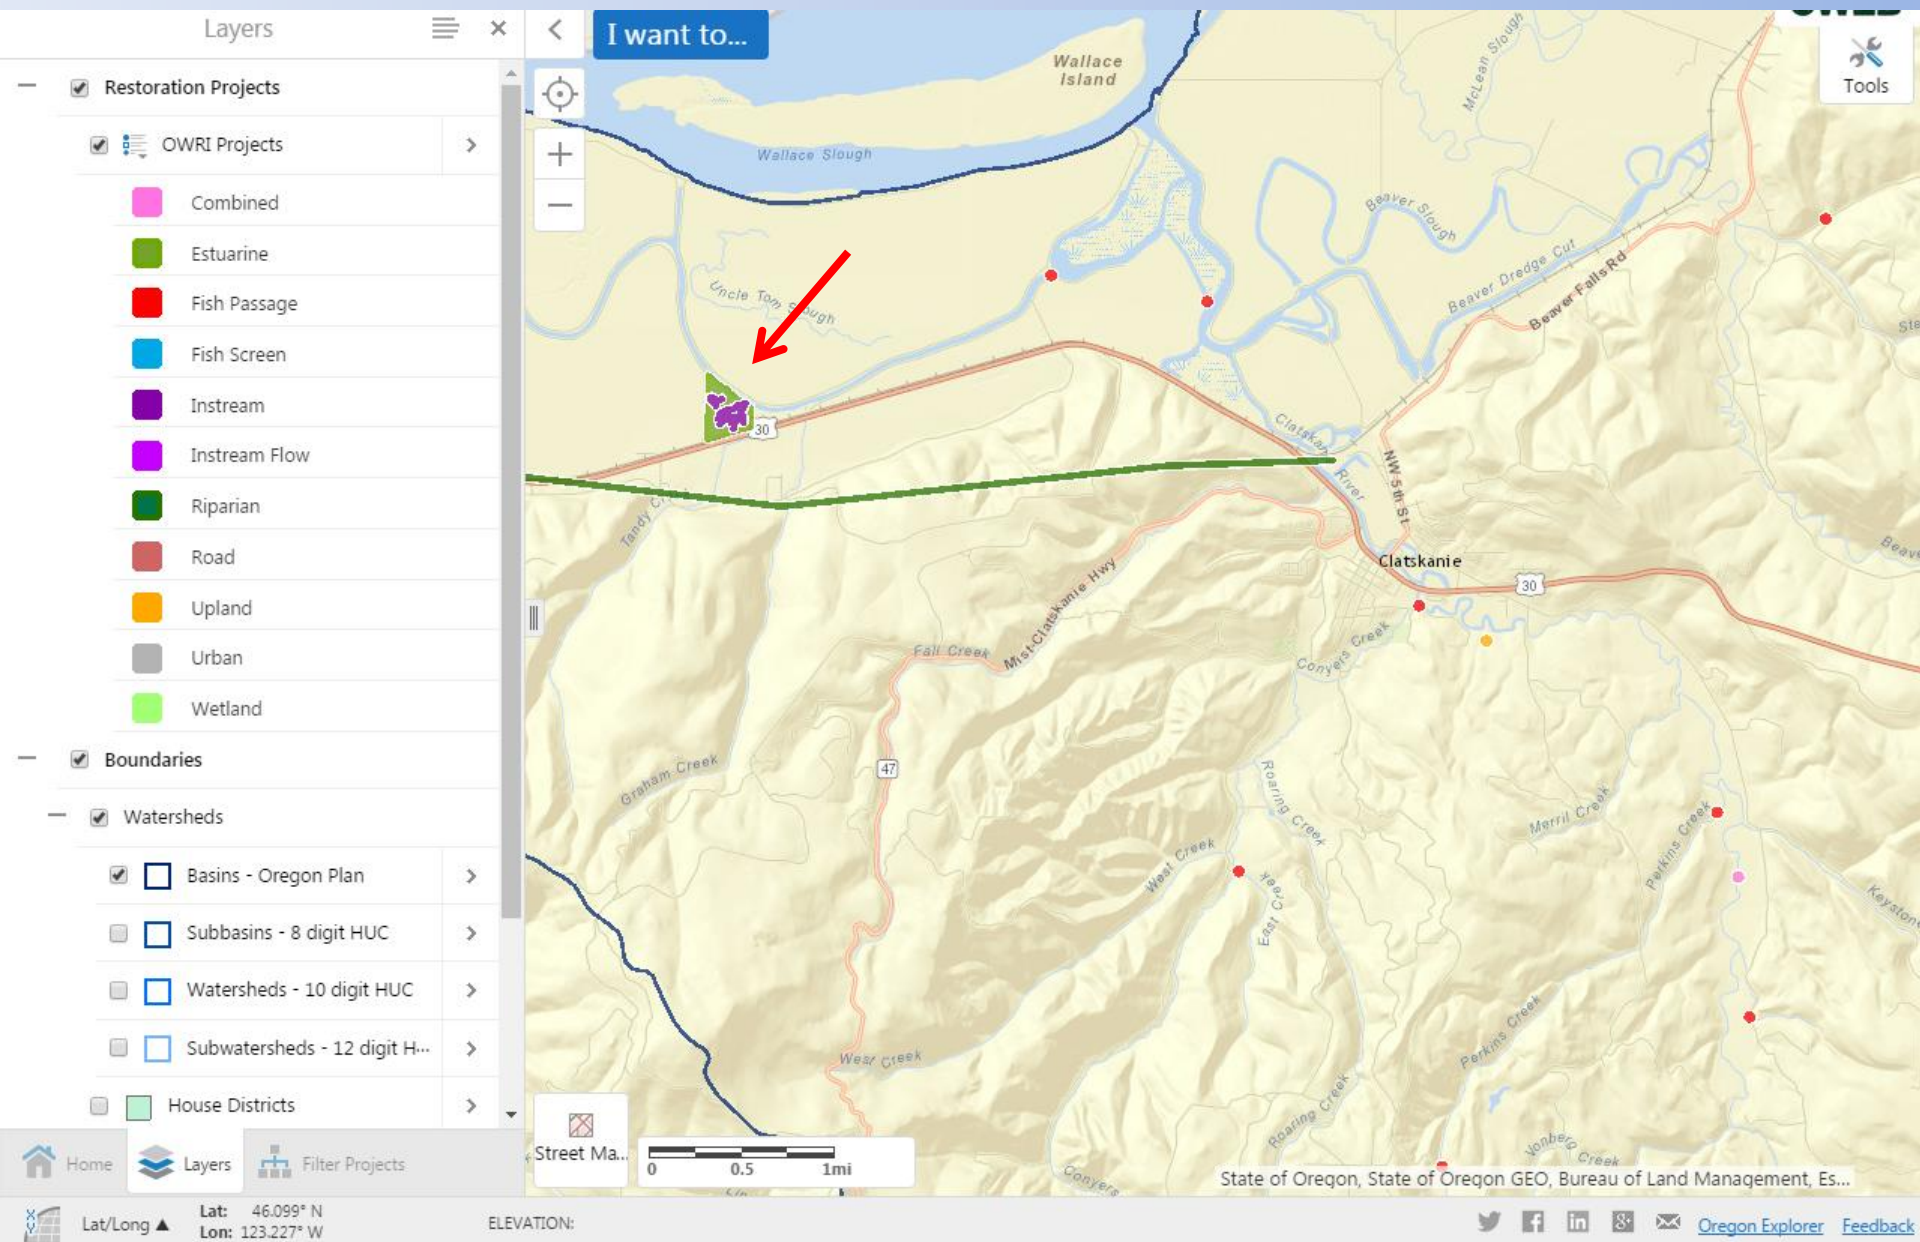 Layers
Restoration Projects
OWRI Projects
Combined
Estuarine
Fish Passage
Fish Screen
Instream
Instream Flow
Riparian
Road
Upland
Urban
Wetland
Boundaries
Watersheds
Basins - Oregon Plan
Subbasins - 8 digit HUC
Watersheds - 10 digit HUC
Subwatersheds - 12 digit H...
House Districts
Home
Layers
Filter Projects
I want to...
Tools
Wallace
Island
Wallace Slough
McLean Slough
Beaver Slough
Beaver Dredge Cut
Beaver Falls Rd
Uncle Tom Slough
30
Clatskanie
River
NW 5th St
Tandy
Clatskanie
30
Mist-Clatskanie Hwy
Fall Creek
Conyers Creek
47
Graham Creek
Roaring Creek
West Creek
East Creek
Merril Creek
Perkins Creek
Keyston
West Creek
Perkins Creek
Roaring Creek
Conyers
Street Ma...
0 0.5 1mi
State of Oregon, State of Oregon GEO, Bureau of Land Management, Es...
Lat/Long ▲
Lat: 46.099° N
Lon: 123.227° W
ELEVATION:
Oregon Explorer
Feedback